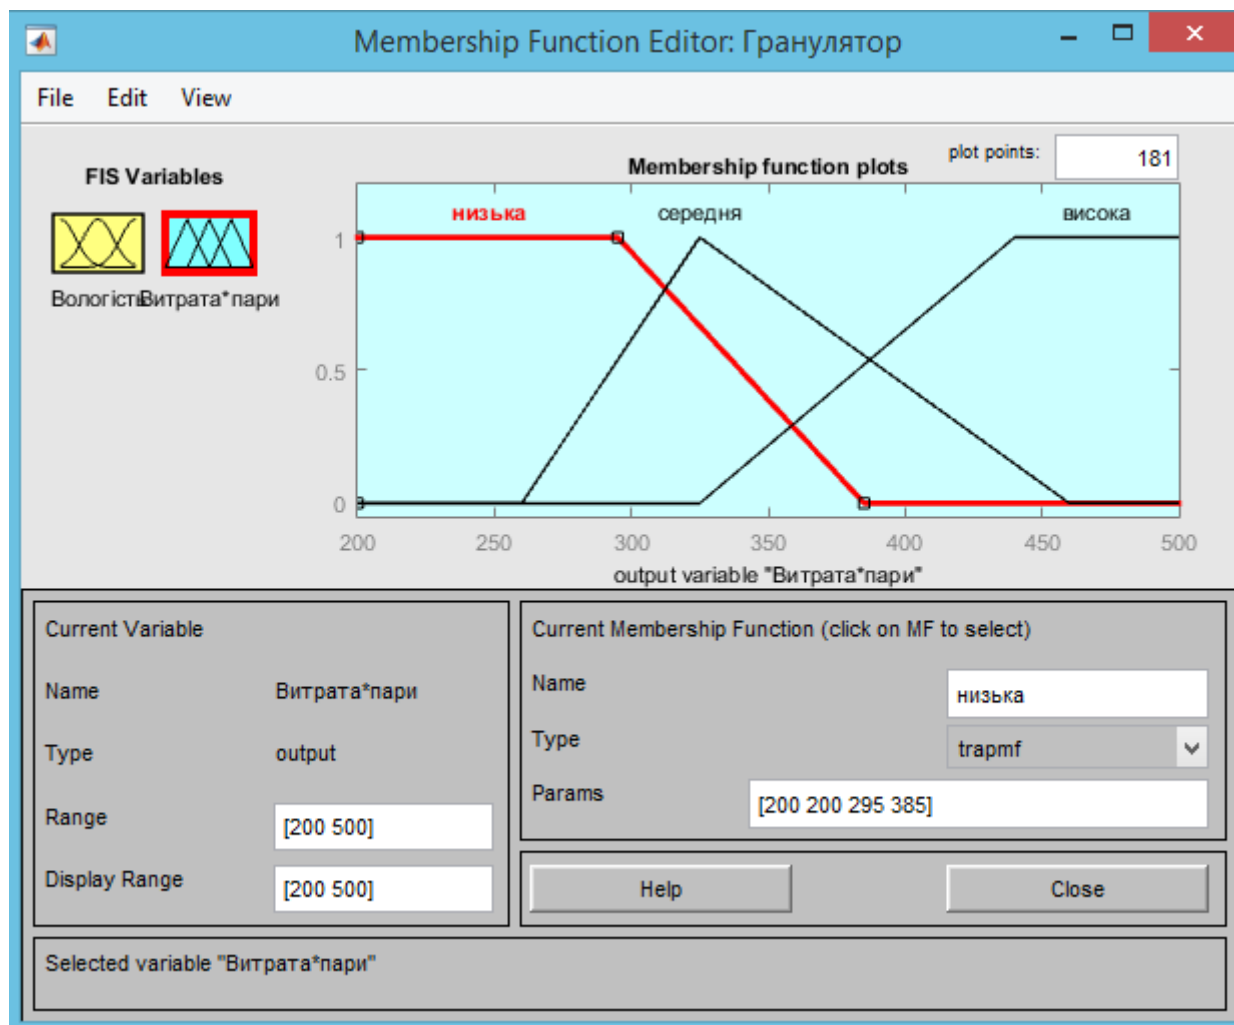 Membership Function Editor: Гранулятор
File Edit View
FIS Variables
Вологість
Витрата*пари
Membership function plots
plot points:
181
низька
середня
висока
1
0.5
0
200 250 300 350 400 450 500
output variable "Витрата*пари"
Current Variable
Name Витрата*пари
Type output
Range [200 500]
Display Range [200 500]
Current Membership Function (click on MF to select)
Name низька
Type trapmf
Params [200 200 295 385]
Help Close
Selected variable "Витрата*пари"